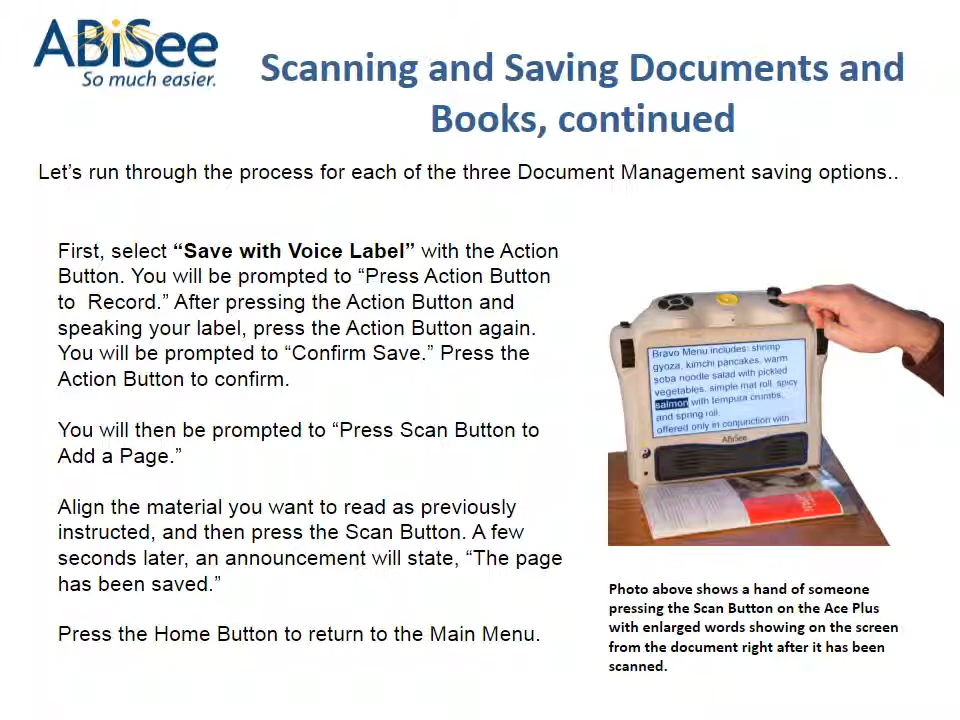 ABiSee
So much easier.
Scanning and Saving Documents and
Books, continued
Let’s run through the process for each of the three Document Management saving options..
First, select “Save with Voice Label” with the Action
Button. You will be prompted to “Press Action Button
to  Record.” After pressing the Action Button and
speaking your label, press the Action Button again.
You will be prompted to “Confirm Save.” Press the
Action Button to confirm.
You will then be prompted to “Press Scan Button to
Add a Page.”
Align the material you want to read as previously
instructed, and then press the Scan Button. A few
seconds later, an announcement will state, “The page
has been saved.”
Press the Home Button to return to the Main Menu.
Bravo Menu includes: shrimp
gyoza, kimchi pancakes, warm
soba noodle salad with pickled
vegetables, simple mat roll, spicy
salmon with tempura crumbs,
and spring roll.
offered only in conjunction with
ABiSee
Photo above shows a hand of someone
pressing the Scan Button on the Ace Plus
with enlarged words showing on the screen
from the document right after it has been
scanned.